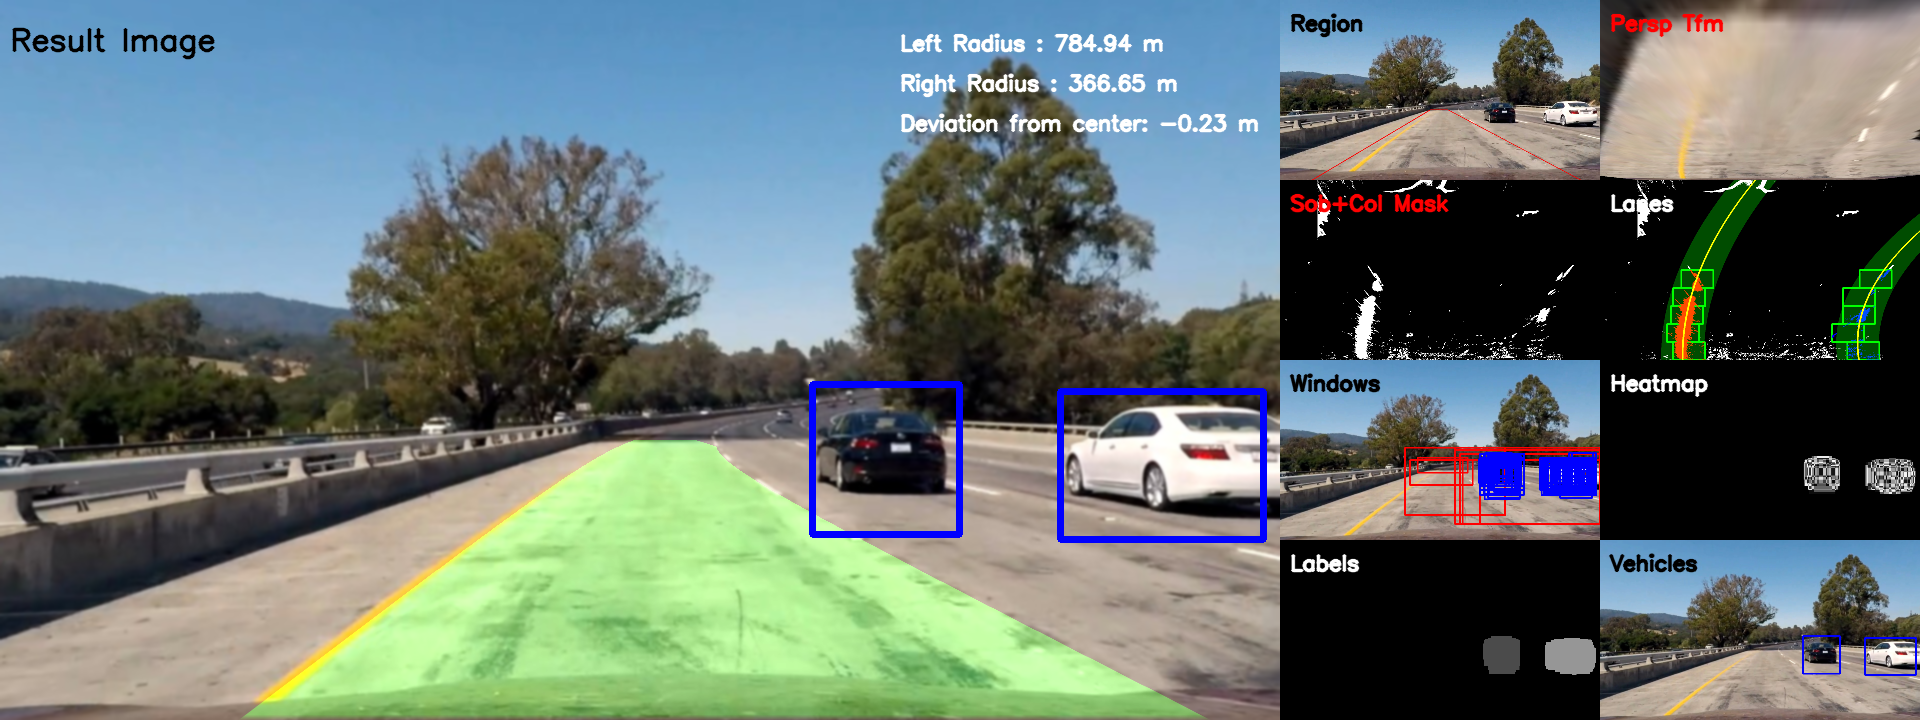 Result Image
Left Radius : 784.94 m
Right Radius : 366.65 m
Deviation from center: -0.23 m
Region
Persp Tfm
Sob+Col Mask
Lanes
Windows
Heatmap
Labels
Vehicles